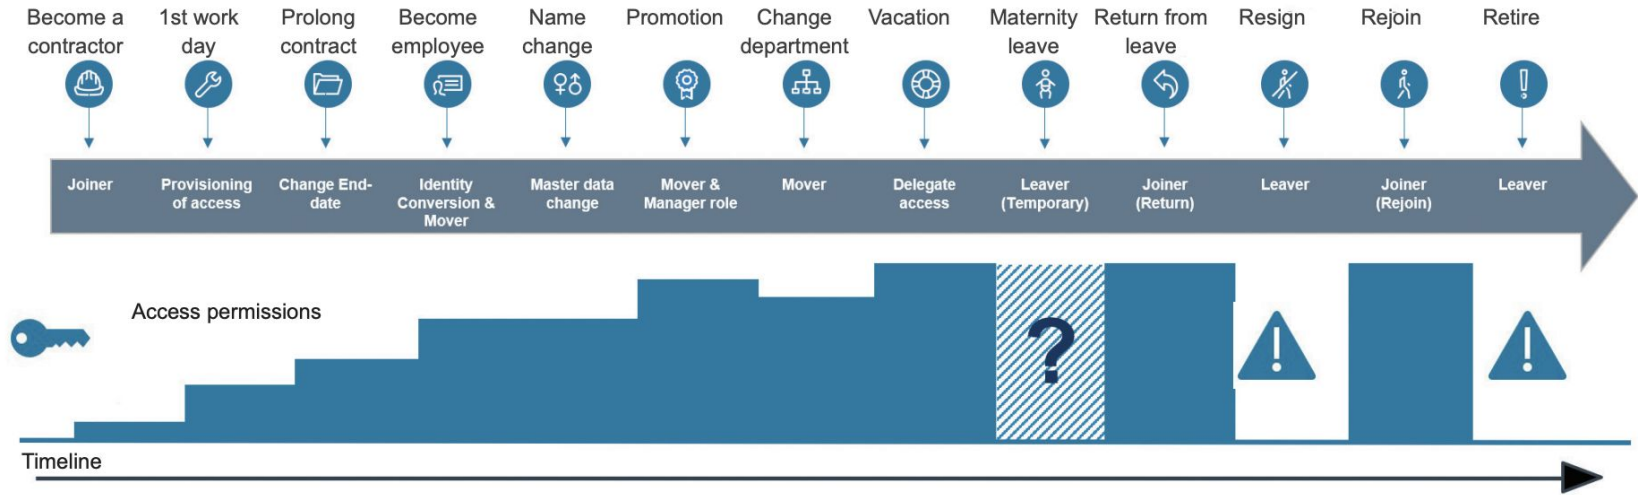 Become a
contractor
1st work
day
Prolong
contract
Become
employee
Name
change
Promotion
Change
department
Vacation
Maternity
leave
Return from
leave
Resign
Rejoin
Retire
Joiner
Provisioning
of access
Change End-
date
Identity
Conversion &
Mover
Master data
change
Mover &
Manager role
Mover
Delegate
access
Leaver
(Temporary)
Joiner
(Return)
Leaver
Joiner
(Rejoin)
Leaver
Access permissions
?
Timeline